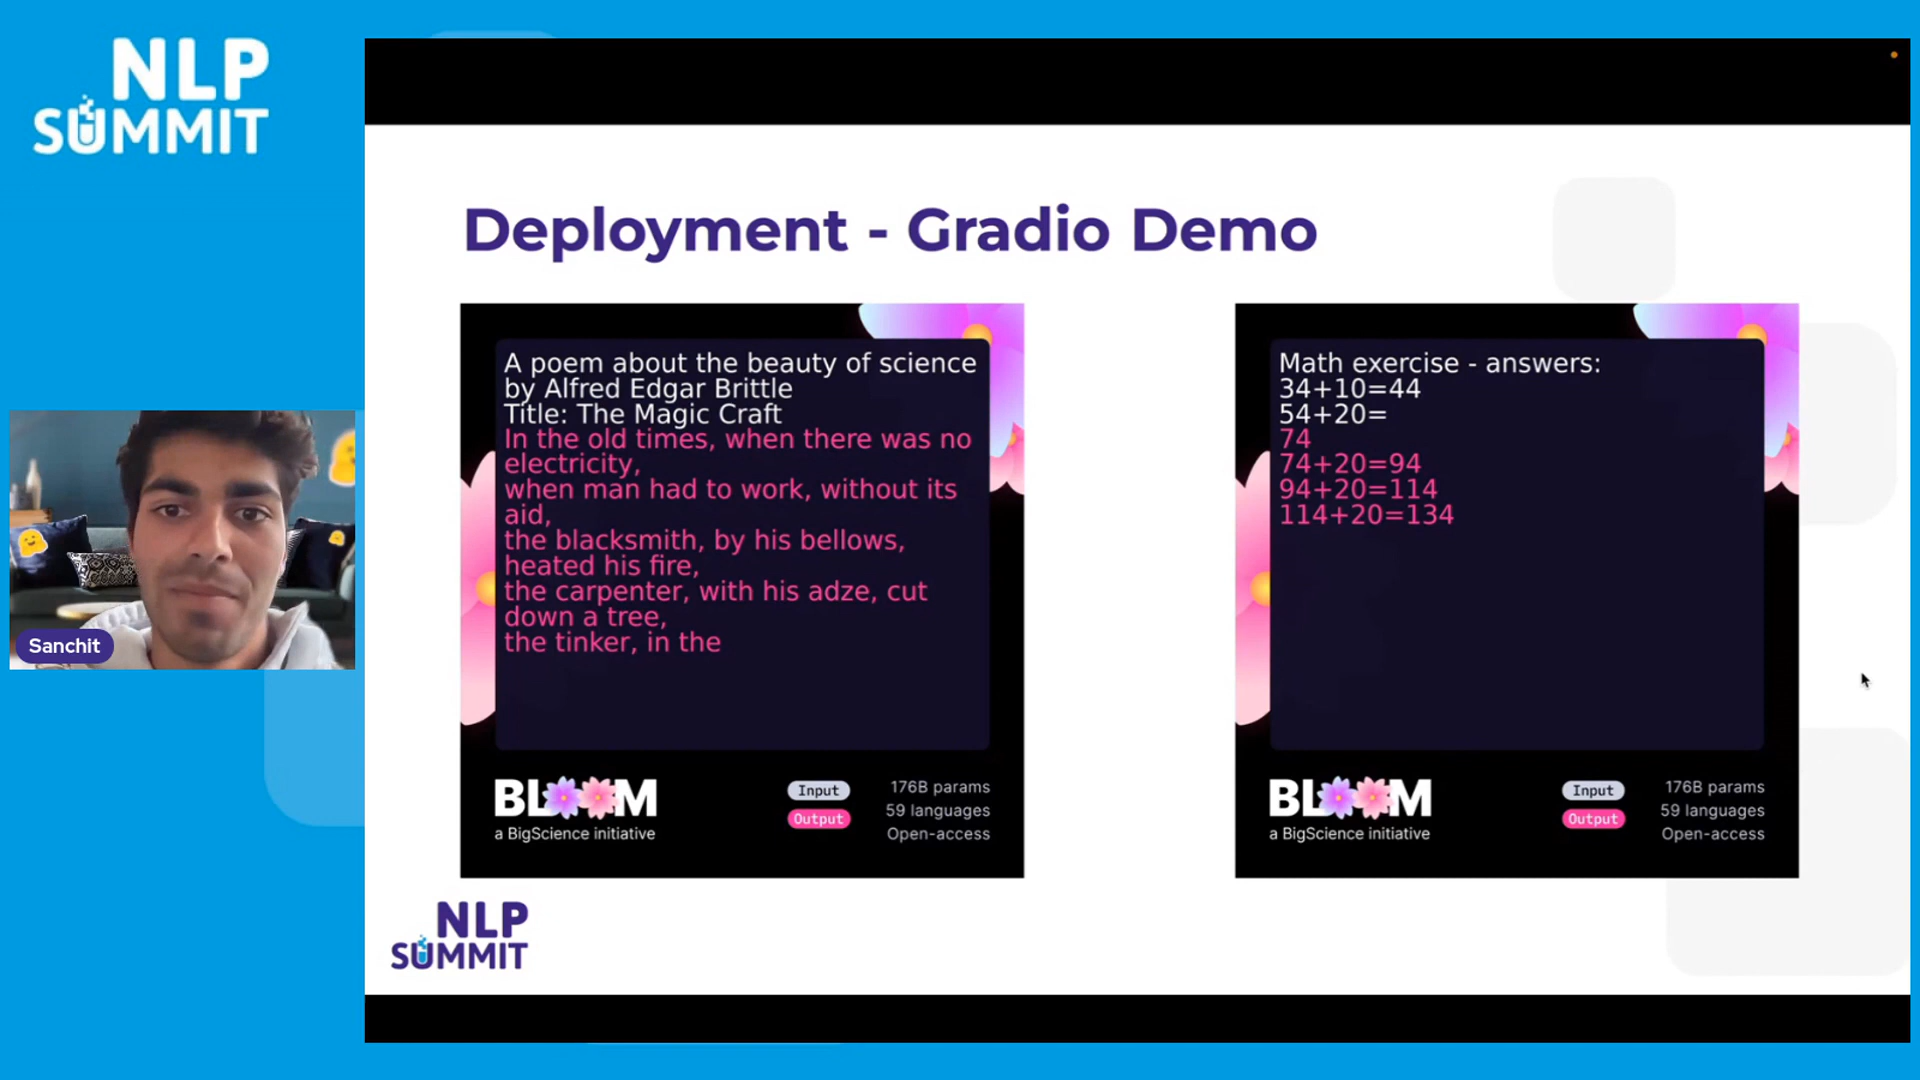 NLP
SUMMIT
Deployment - Gradio Demo
A poem about the beauty of science
by Alfred Edgar Brittle
Title: The Magic Craft
In the old times, when there was no
electricity,
when man had to work, without its
aid,
the blacksmith, by his bellows,
heated his fire,
the carpenter, with his adze, cut
down a tree,
the tinker, in the
BLOOM
a BigScience initiative
Input
Output
176B params
59 languages
Open-access
Math exercise - answers:
34+10=44
54+20=
74
74+20=94
94+20=114
114+20=134
BLOOM
a BigScience initiative
Input
Output
176B params
59 languages
Open-access
Sanchit
NLP
SUMMIT